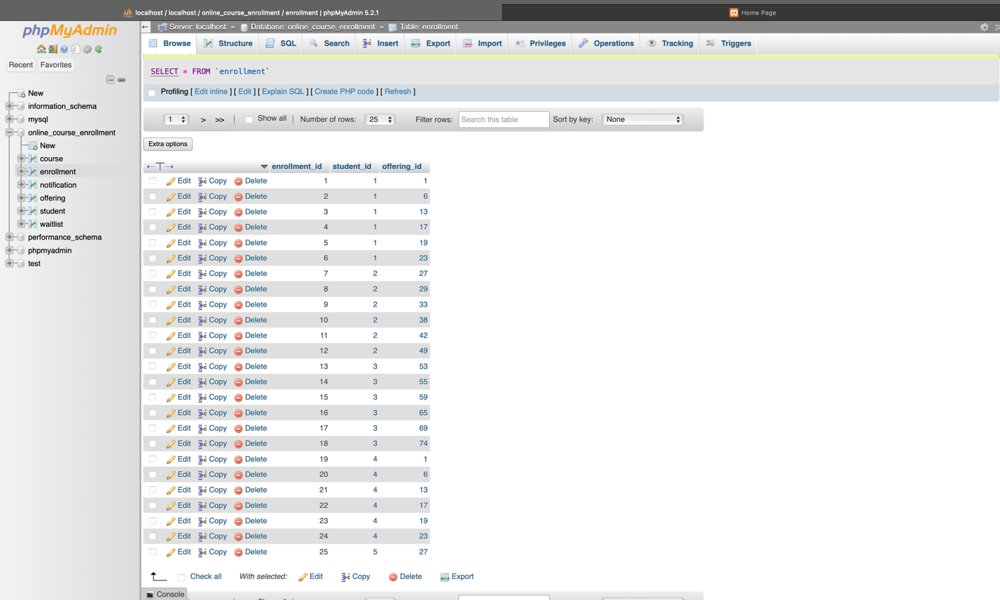 localhost / localhost / online_course_enrollment / enrollment | phpMyAdmin 5.2.1
Home Page
phpMyAdmin
Recent Favorites
New
information_schema
mysql
online_course_enrollment
New
course
enrollment
notification
offering
student
waitlist
performance_schema
phpmyadmin
test
Server: localhost » Database: online_course_enrollment » Table: enrollment
Browse Structure SQL Search Insert Export Import Privileges Operations Tracking Triggers
SELECT * FROM `enrollment`
Profiling [ Edit inline ] [ Edit ] [ Explain SQL ] [ Create PHP code ] [ Refresh ]
1 > >> | Show all | Number of rows: 25 Filter rows: Search this table Sort by key: None
Extra options
←T→ enrollment_id student_id offering_id
Edit Copy Delete 1 1 1
Edit Copy Delete 2 1 6
Edit Copy Delete 3 1 13
Edit Copy Delete 4 1 17
Edit Copy Delete 5 1 19
Edit Copy Delete 6 1 23
Edit Copy Delete 7 2 27
Edit Copy Delete 8 2 29
Edit Copy Delete 9 2 33
Edit Copy Delete 10 2 38
Edit Copy Delete 11 2 42
Edit Copy Delete 12 2 49
Edit Copy Delete 13 3 53
Edit Copy Delete 14 3 55
Edit Copy Delete 15 3 59
Edit Copy Delete 16 3 65
Edit Copy Delete 17 3 69
Edit Copy Delete 18 3 74
Edit Copy Delete 19 4 1
Edit Copy Delete 20 4 6
Edit Copy Delete 21 4 13
Edit Copy Delete 22 4 17
Edit Copy Delete 23 4 19
Edit Copy Delete 24 4 23
Edit Copy Delete 25 5 27
Check all With selected: Edit Copy Delete Export
Console